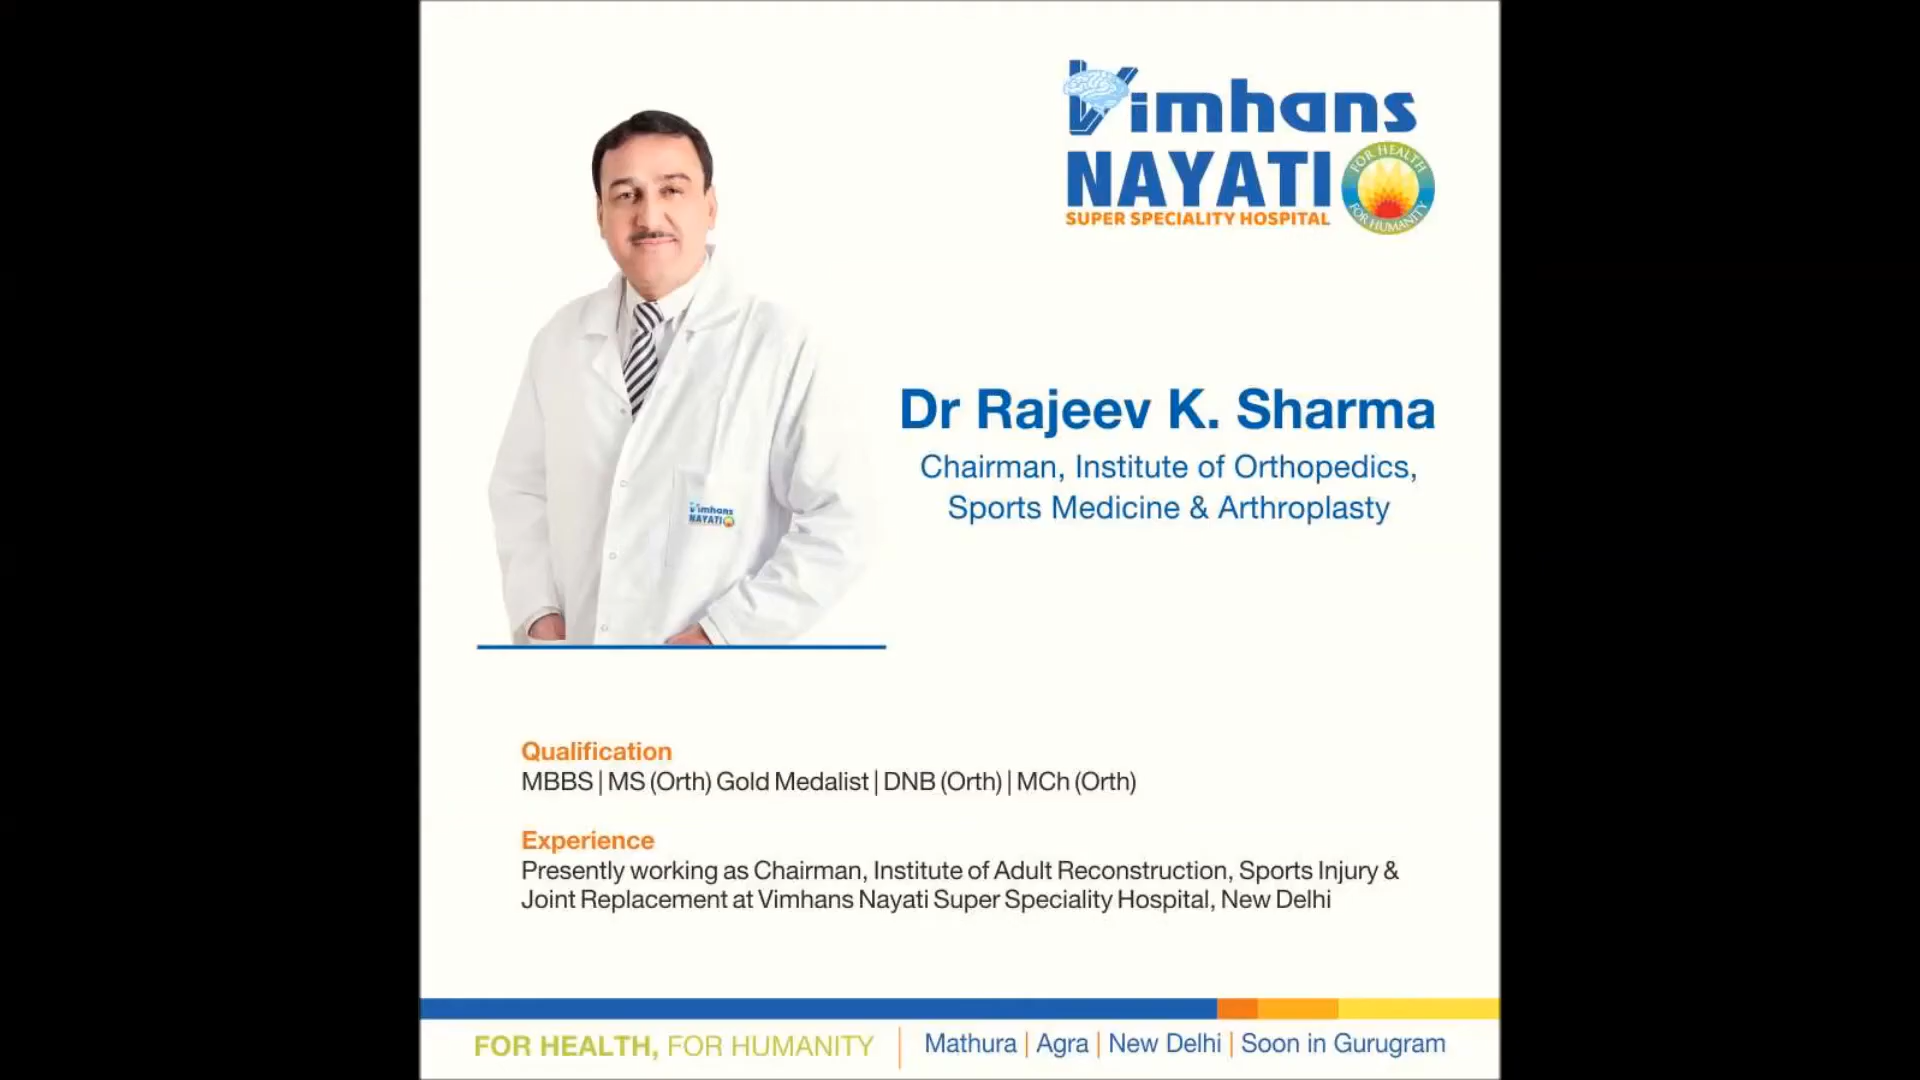 Vimhans
NAYATI
SUPER SPECIALITY HOSPITAL
FOR HEALTH
FOR HUMANITY
Dr Rajeev K. Sharma
Chairman, Institute of Orthopedics,
Sports Medicine & Arthroplasty
Vimhans
NAYATI
Qualification
MBBS | MS (Orth) Gold Medalist | DNB (Orth) | MCh (Orth)
Experience
Presently working as Chairman, Institute of Adult Reconstruction, Sports Injury &
Joint Replacement at Vimhans Nayati Super Speciality Hospital, New Delhi
FOR HEALTH, FOR HUMANITY
Mathura | Agra | New Delhi | Soon in Gurugram